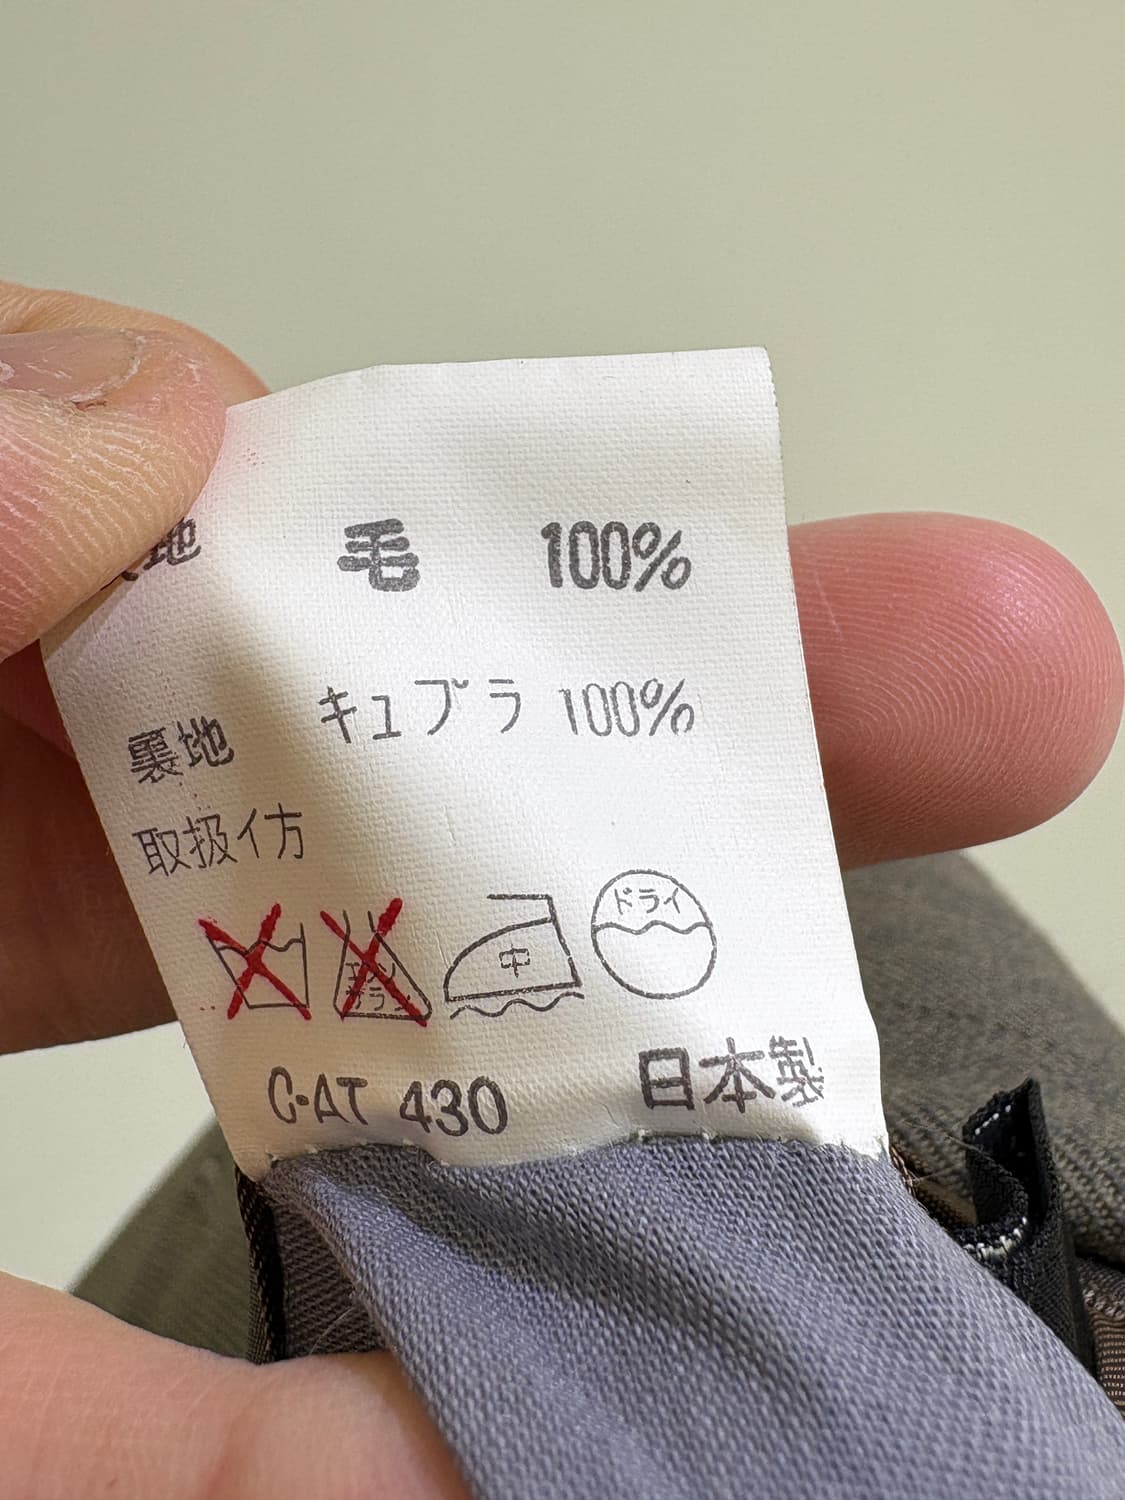 地 毛 100%
裏地 キュプラ 100%
取扱イ方
中 ドライ
C-AT 430 日本製